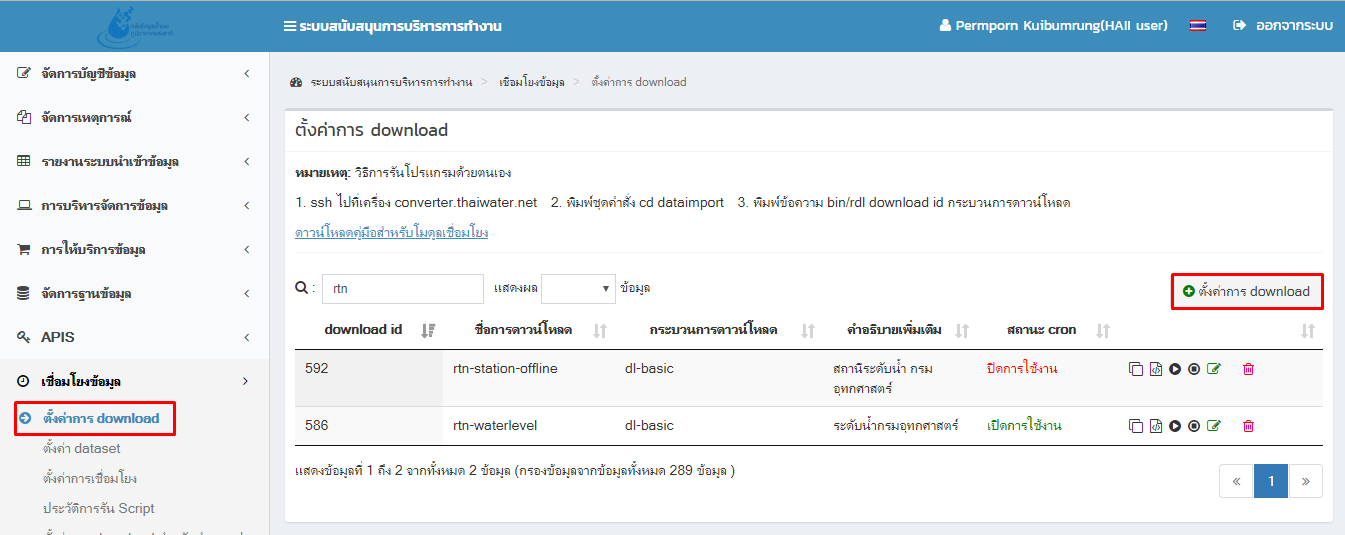 ระบบสนับสนุนการบริหารการทำงาน
Permporn Kuibumrung(HAII user)
ออกจากระบบ
จัดการบัญชีข้อมูล
จัดการเหตุการณ์
รายงานระบบนำเข้าข้อมูล
การบริหารจัดการข้อมูล
การให้บริการข้อมูล
จัดการฐานข้อมูล
APIS
เชื่อมโยงข้อมูล
ตั้งค่าการ download
ตั้งค่า dataset
ตั้งค่าการเชื่อมโยง
ประวัติการรัน Script
ระบบสนับสนุนการบริหารการทำงาน > เชื่อมโยงข้อมูล > ตั้งค่าการ download
ตั้งค่าการ download
หมายเหตุ: วิธีการรันโปรแกรมด้วยตนเอง
1. ssh ไปที่เครื่อง converter.thaiwater.net 2. พิมพ์ชุดคำสั่ง cd dataimport 3. พิมพ์ข้อความ bin/rdl download id กระบวนการดาวน์โหลด
ดาวน์โหลดคู่มือสำหรับโมดูลเชื่อมโยง
: rtn แสดงผล ข้อมูล
ตั้งค่าการ download
download id ชื่อการดาวน์โหลด กระบวนการดาวน์โหลด คำอธิบายเพิ่มเติม สถานะ cron
592 rtn-station-offline dl-basic สถานีระดับน้ำ กรม ปิดการใช้งาน
อุทกศาสตร์
586 rtn-waterlevel dl-basic ระดับน้ำกรมอุทกศาสตร์ เปิดการใช้งาน
แสดงข้อมูลที่ 1 ถึง 2 จากทั้งหมด 2 ข้อมูล (กรองข้อมูลจากข้อมูลทั้งหมด 289 ข้อมูล )
« 1 »